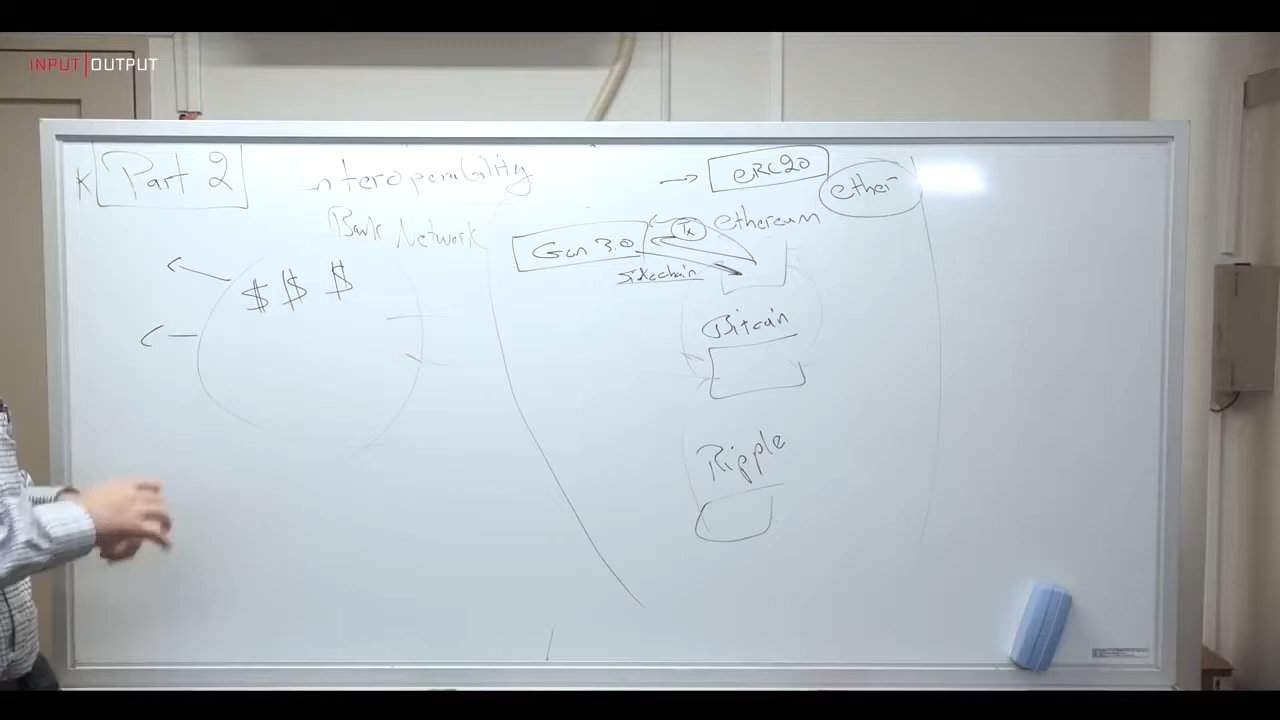 INPUT|OUTPUT
K Part 2
Interoperability
Bank Network
$ $ $
→ eRC20
ether
ethereum
Tx
Gen 3.0
Sidechain
Bitcoin
Ripple